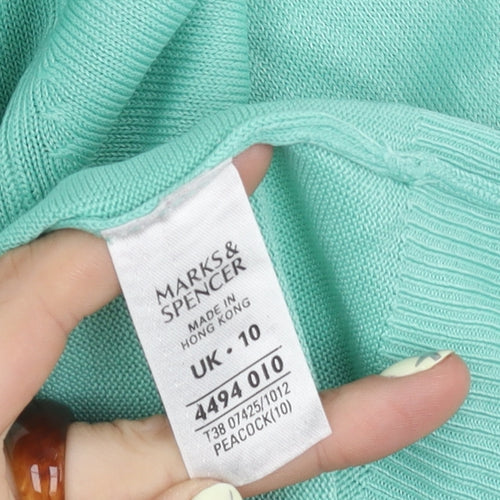 MARKS &
SPENCER
MADE IN
HONG KONG
UK · 10
4494 010
T38 07425/1012
PEACOCK(10)